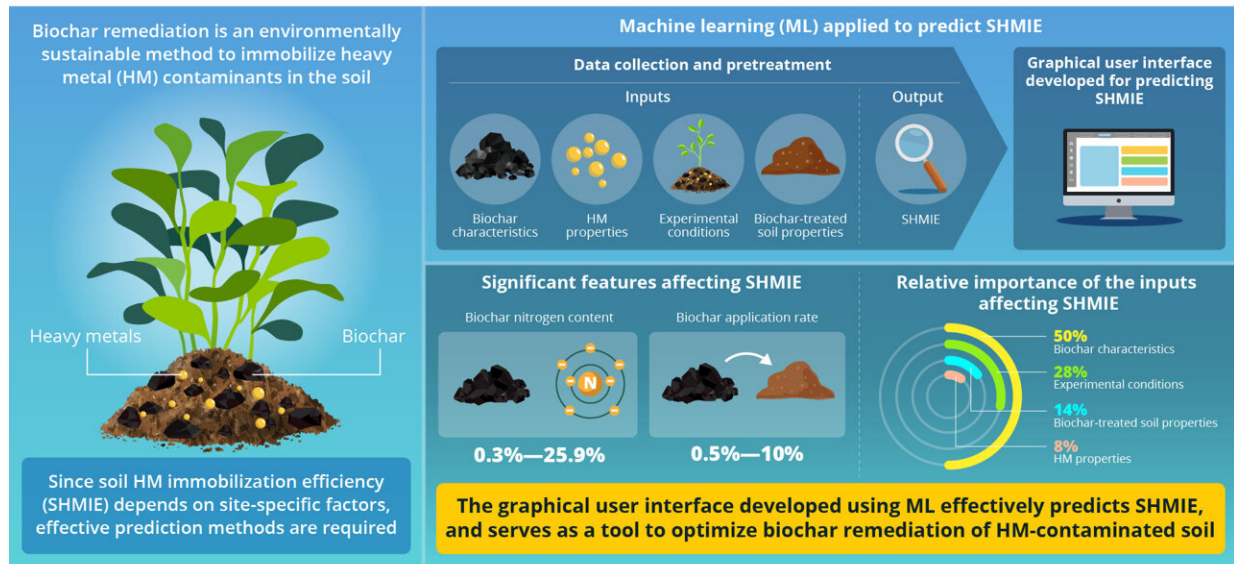 Biochar remediation is an environmentally
sustainable method to immobilize heavy
metal (HM) contaminants in the soil
Heavy metals
Biochar
Since soil HM immobilization efficiency
(SHMIE) depends on site-specific factors,
effective prediction methods are required
Machine learning (ML) applied to predict SHMIE
Data collection and pretreatment
Inputs
Output
Biochar
characteristics
HM
properties
Experimental
conditions
Biochar-treated
soil properties
SHMIE
Graphical user interface
developed for predicting
SHMIE
Significant features affecting SHMIE
Biochar nitrogen content
N
0.3%—25.9%
Biochar application rate
0.5%—10%
Relative importance of the inputs
affecting SHMIE
50%
Biochar characteristics
28%
Experimental conditions
14%
Biochar-treated soil properties
8%
HM properties
The graphical user interface developed using ML effectively predicts SHMIE,
and serves as a tool to optimize biochar remediation of HM-contaminated soil